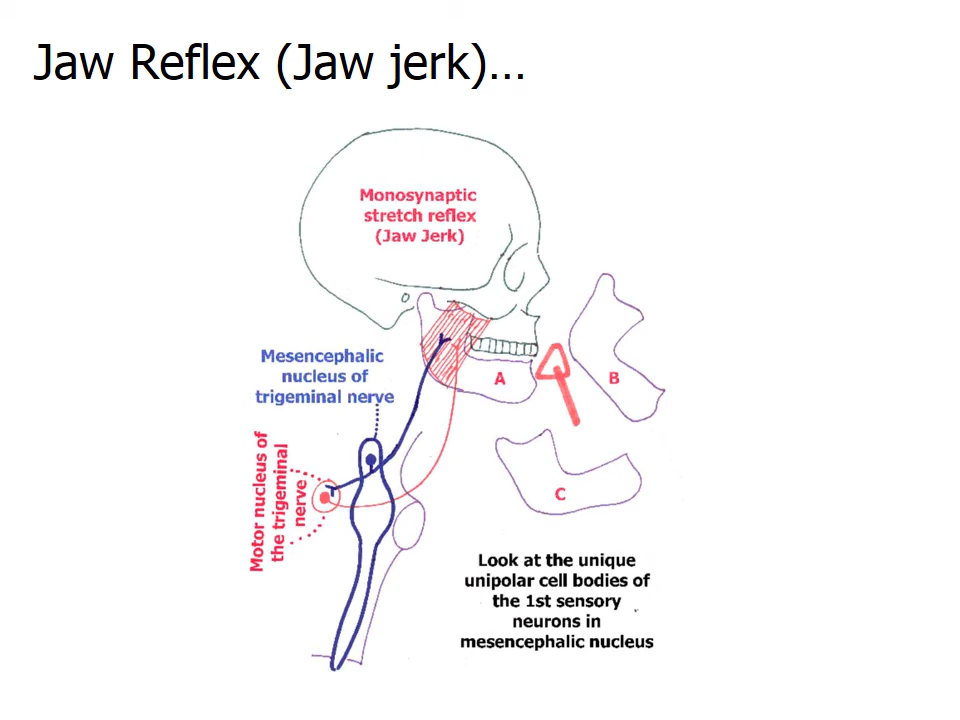 Jaw Reflex (Jaw jerk)...
Monosynaptic
stretch reflex
(Jaw Jerk)
Mesencephalic
nucleus of
trigeminal nerve
A
B
C
Motor nucleus of
the trigeminal
nerve
Look at the unique
unipolar cell bodies of
the 1st sensory
neurons in
mesencephalic nucleus